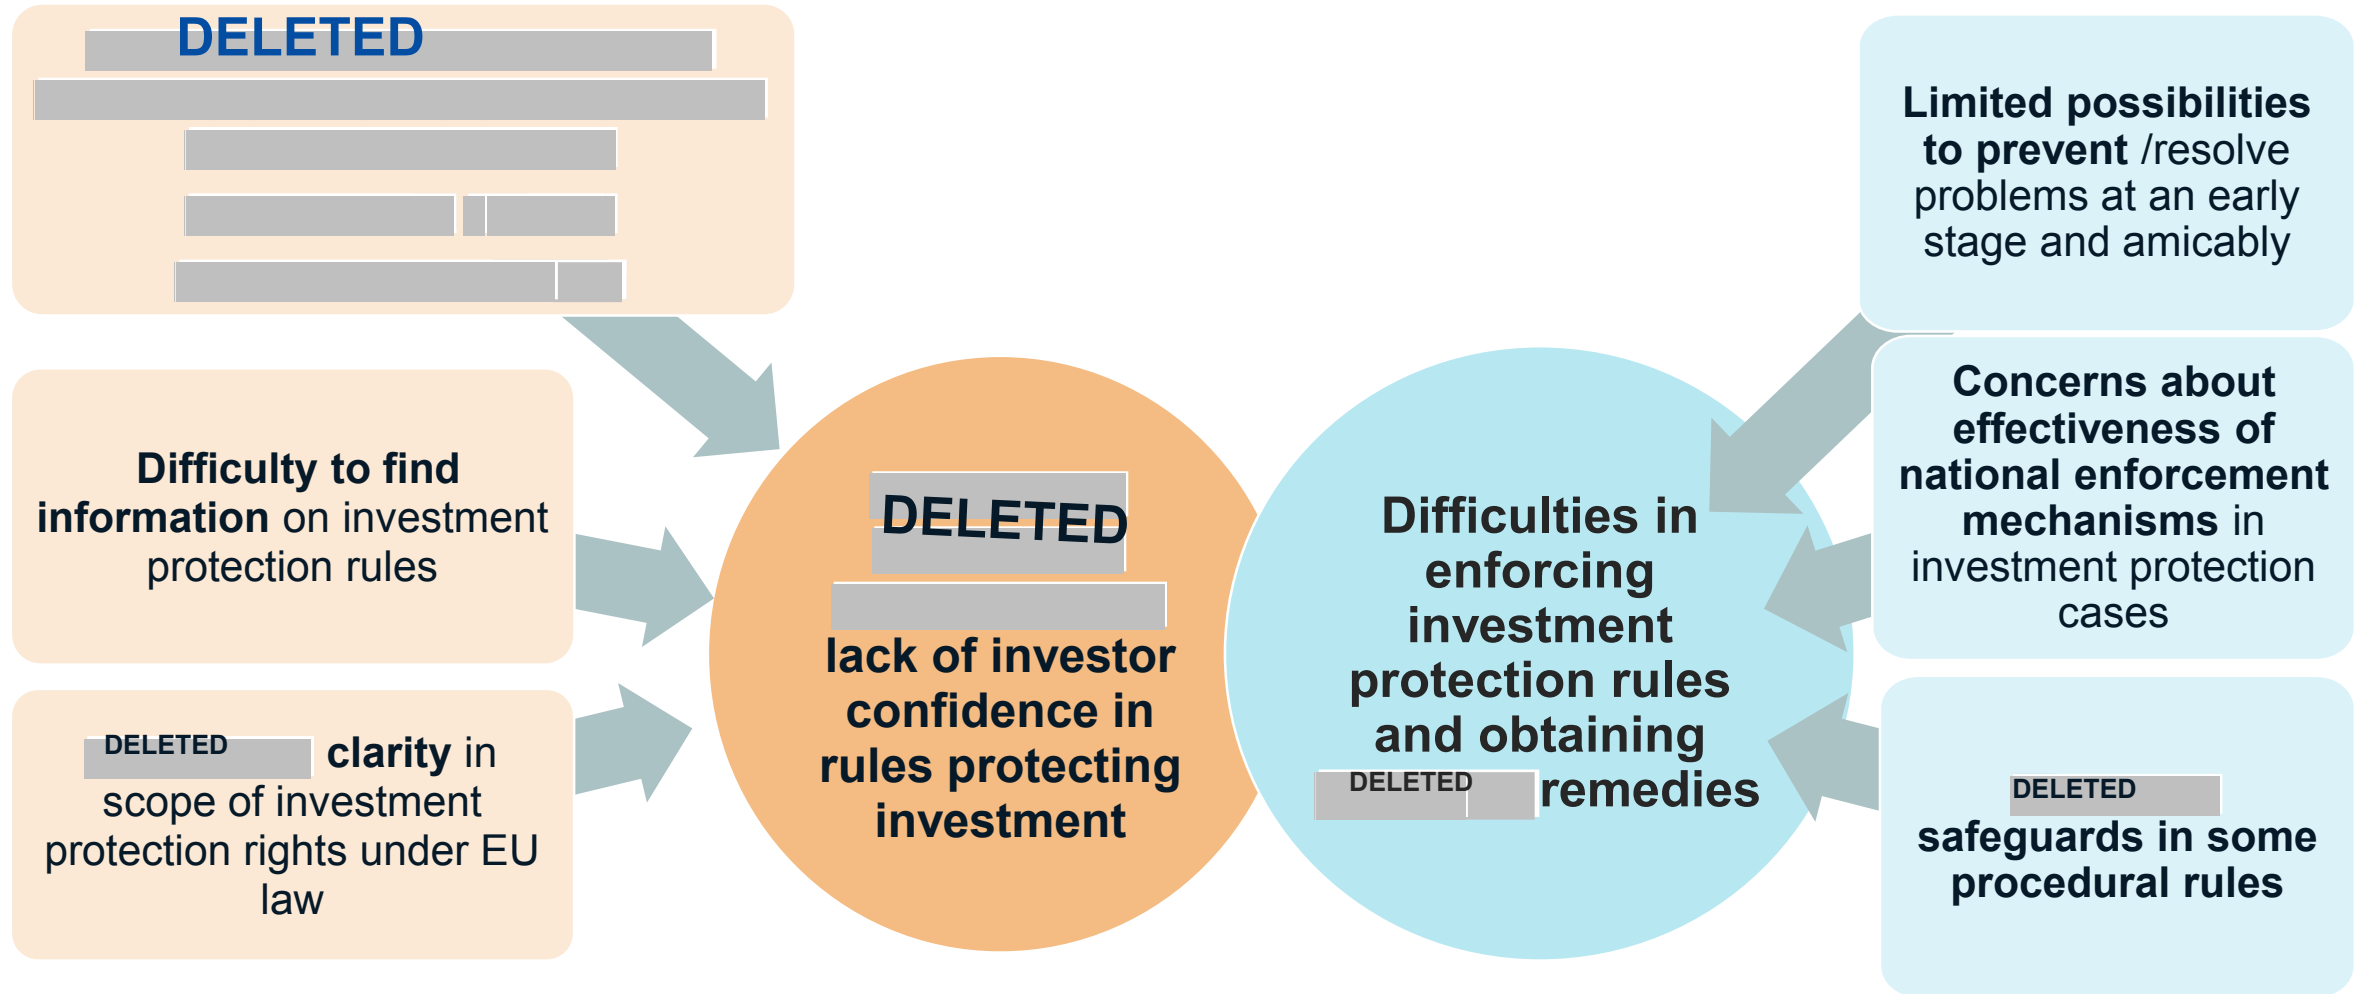 DELETED
Difficulty to find
information on investment
protection rules
DELETED clarity in
scope of investment
protection rights under EU
law
DELETED
lack of investor
confidence in
rules protecting
investment
Difficulties in
enforcing
investment
protection rules
and obtaining
DELETED remedies
Limited possibilities
to prevent /resolve
problems at an early
stage and amicably
Concerns about
effectiveness of
national enforcement
mechanisms in
investment protection
cases
DELETED
safeguards in some
procedural rules